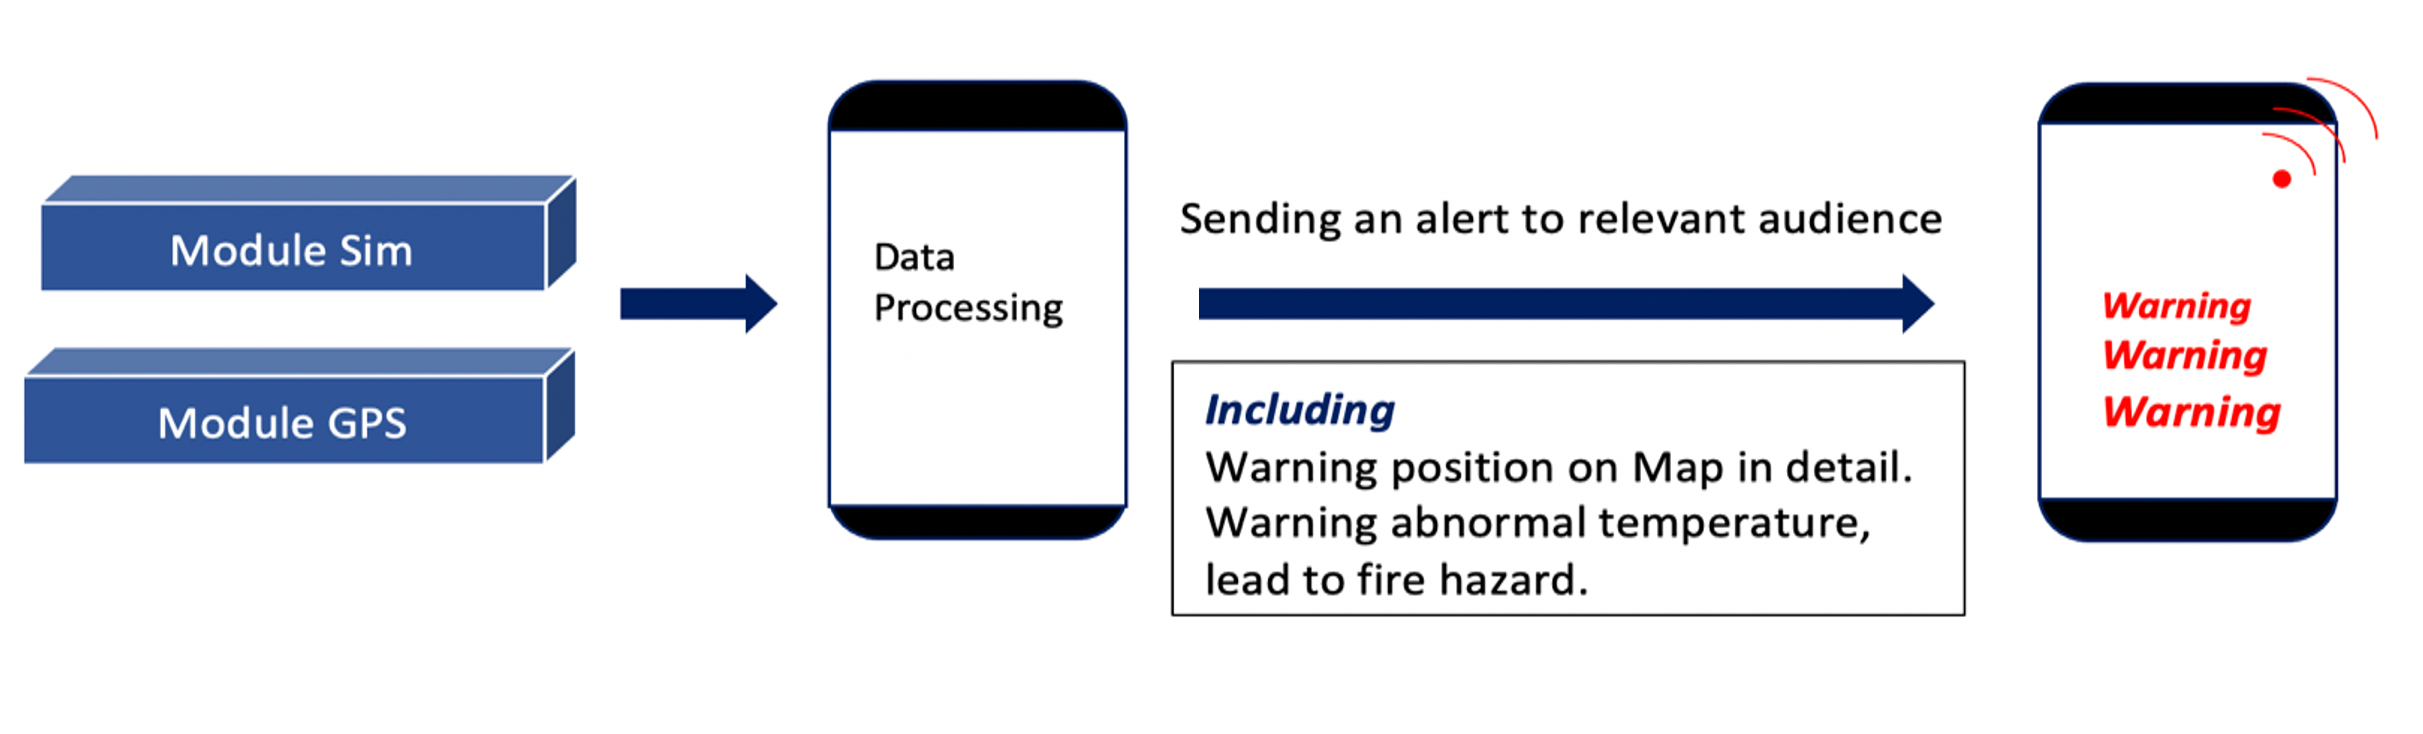 Module Sim
Module GPS
Data
Processing
Sending an alert to relevant audience
Including
Warning position on Map in detail.
Warning abnormal temperature,
lead to fire hazard.
Warning
Warning
Warning